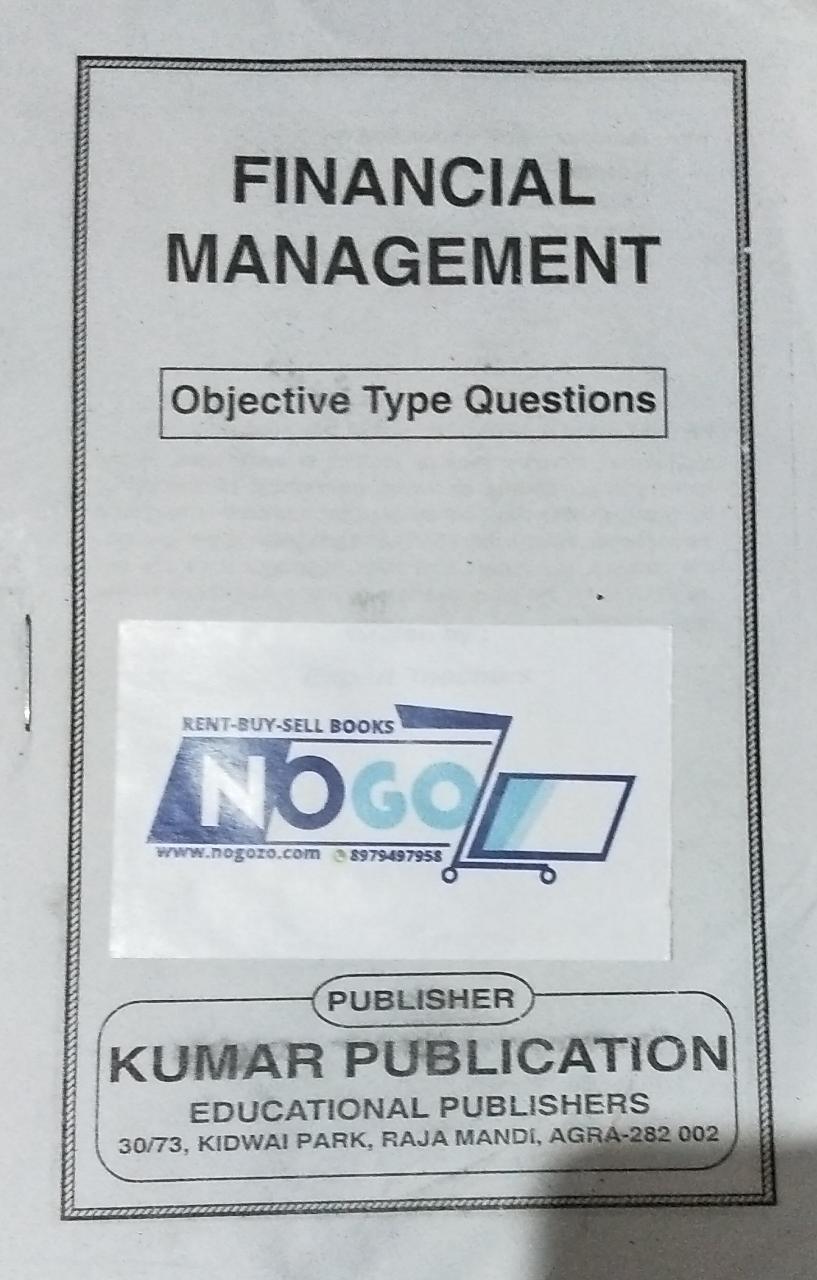 FINANCIAL
MANAGEMENT
Objective Type Questions
RENT-BUY-SELL BOOKS
NOGO
www.nogozo.com 8979497958
PUBLISHER
KUMAR PUBLICATION
EDUCATIONAL PUBLISHERS
30/73, KIDWAI PARK, RAJA MANDI, AGRA-282 002